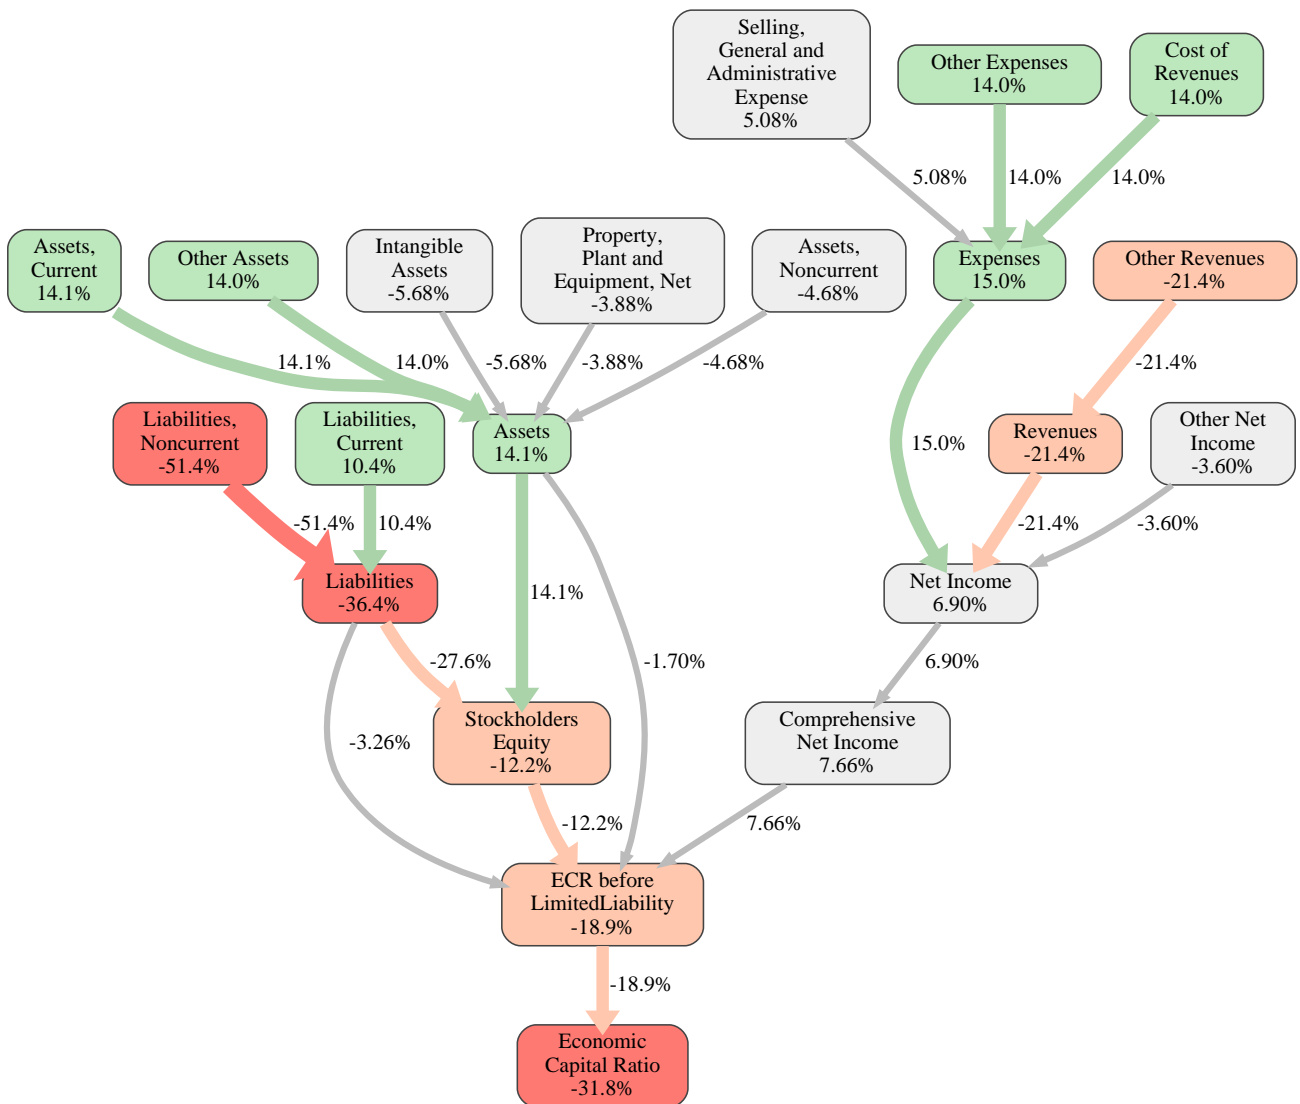 Selling,
General and
Administrative
Expense
5.08%
Other Expenses
14.0%
Cost of
Revenues
14.0%
5.08%
14.0%
14.0%
Assets,
Current
14.1%
Other Assets
14.0%
Intangible
Assets
-5.68%
Property,
Plant and
Equipment, Net
-3.88%
Assets,
Noncurrent
-4.68%
Expenses
15.0%
Other Revenues
-21.4%
14.1%
14.0%
-5.68%
-3.88%
-4.68%
-21.4%
Liabilities,
Noncurrent
-51.4%
Liabilities,
Current
10.4%
Assets
14.1%
15.0%
Revenues
-21.4%
Other Net
Income
-3.60%
-51.4%
10.4%
-21.4%
-3.60%
Liabilities
-36.4%
14.1%
Net Income
6.90%
-27.6%
-1.70%
6.90%
Stockholders
Equity
-12.2%
Comprehensive
Net Income
7.66%
-3.26%
-12.2%
7.66%
ECR before
LimitedLiability
-18.9%
-18.9%
Economic
Capital Ratio
-31.8%